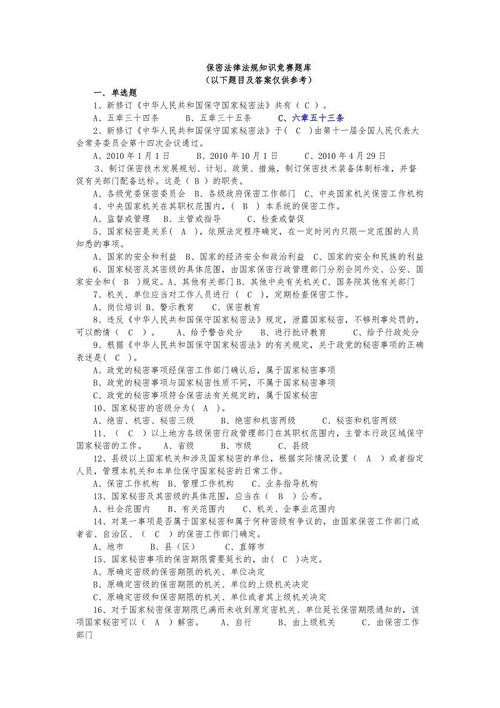 保密法律法规知识竞赛题库
（以下题目及答案仅供参考）
一．单选题
1、新修订《中华人民共和国保守国家秘密法》共有（ C ）。
A、五章三十四条 B、五章三十五条 C、六章五十三条
2、新修订《中华人民共和国保守国家秘密法》于( C )由第十一届全国人民代表大
会常务委员会第十四次会议通过。
A、2010 年 1 月 1 日 B、2010 年 10 月 1 日 C、2010 年 4 月 29 日
3、制订保密技术发展规划、计划、政策、措施，制订保密技术装备体制标准，并督
促有关部门配备达标。这是（ B ）的职责。
A、各级党委保密委员会 B、各级政府保密工作部门 C、中央国家机关保密工作机构
4、中央国家机关在其职权范围内，（ B ）本系统的保密工作。
A、监督或管理 B、主管或指导 C、检查或督促
5、国家秘密是关系( A )，依照法定程序确定，在一定时间内只限一定范围的人员
知悉的事项。
A、国家的安全和利益 B、国家的经济安全和政治利益 C、国家的安全和民族的利益
6、国家秘密及其密级的具体范围，由国家保密行政管理部门分别会同外交、公安、国
家安全和( B )规定。A、其他有关部门 B、其他中央有关机关 C、国务院其他有关部门
7、机关、单位应当对工作人员进行 ( C )，定期检查保密工作。
A、岗位培训 B、警示教育 C、保密教育
8、违反《中华人民共和国保守国家秘密法》规定，泄露国家秘密，不够刑事处罚的，
可以酌情（ C ）。 A、给予警告处分 B、进行批评教育 C、给予行政处分
9、根据《中华人民共和国保守国家秘密法》的有关规定，关于政党的秘密事项的正确
表述是( C )。
A、政党的秘密事项经保密工作部门确认后，属于国家秘密事项
B、政党的秘密事项与国家秘密性质不同，不属于国家秘密事项
C、政党的秘密事项符合保密法有关规定的，属于国家秘密
10、国家秘密的密级分为( A )。
A、绝密、机密、秘密三级 B、绝密和机密两级 C、秘密和机密两级
11、（ C ）以上地方各级保密行政管理部门在其职权范围内，主管本行政区域保守
国家秘密的工作。 A、省级 B、市级 C、县级
12、县级以上国家机关和涉及国家秘密的单位，根据实际情况设置（ A ）或者指定
人员，管理本机关和本单位保守国家秘密的日常工作。
A、保密工作机构 B、管理工作机构 C、业务指导机构
13、国家秘密及其密级的具体范围，应当在（ B ）公布。
A、社会范围内 B、有关范围内 C、机关、企事业范围内
14、对某一事项是否属于国家秘密和属于何种密级有争议的，由国家保密工作部门或
者省、自治区、( C )的保密工作部门确定。
A、地市 B、县（区） C、直辖市
15、国家秘密事项的保密期限需要延长的，由( C )决定。
A、原确定密级的保密期限的机关、单位决定
B、原确定密级和保密期限的机关、单位的上级机关决定
C、原确定密级和保密期限的机关、单位或者其上级机关决定
16、对于国家秘密保密期限已满而未收到原定密机关、单位延长保密期限通知的，该
项国家秘密可以（ A ）解密。 A、自行 B、由上级机关 C、由保密工作
部门